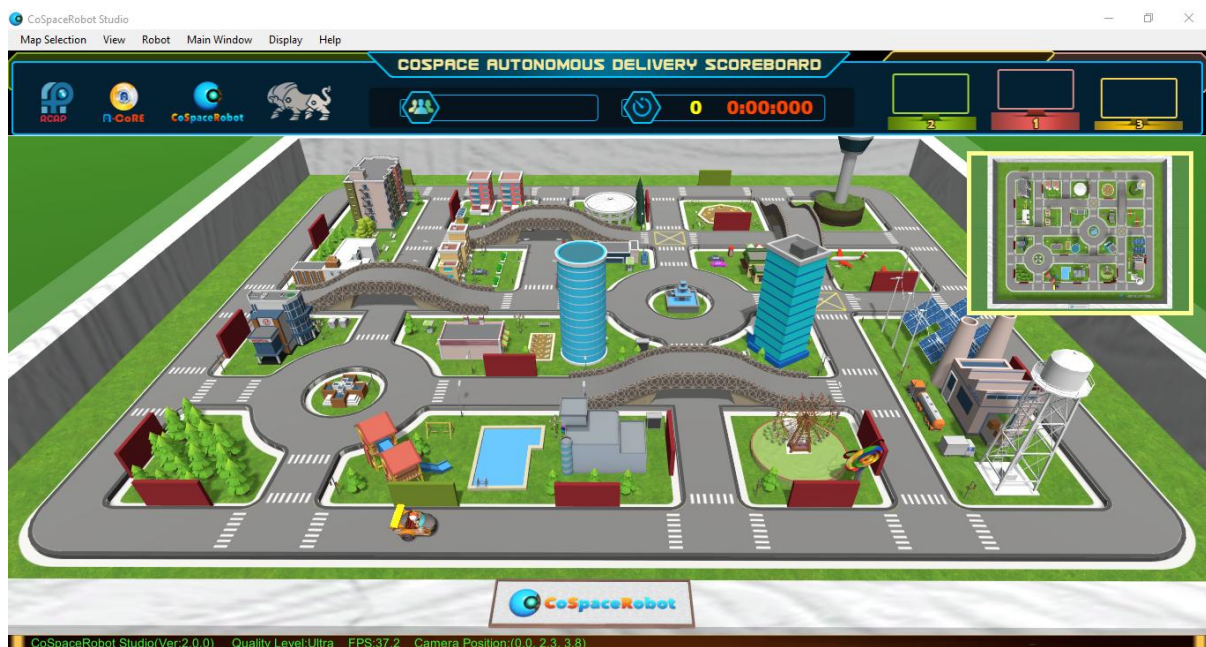 CoSpaceRobot Studio
Map Selection View Robot Main Window Display Help
COSPACE AUTONOMOUS DELIVERY SCOREBOARD
ACAP
A-CoRE
CoSpaceRobot
0 0:00:000
2 1 3
CoSpaceRobot
CoSpaceRobot Studio(Ver:2.0.0) Quality Level:Ultra FPS:37.2 Camera Position:(0.0, 2.3, 3.8)